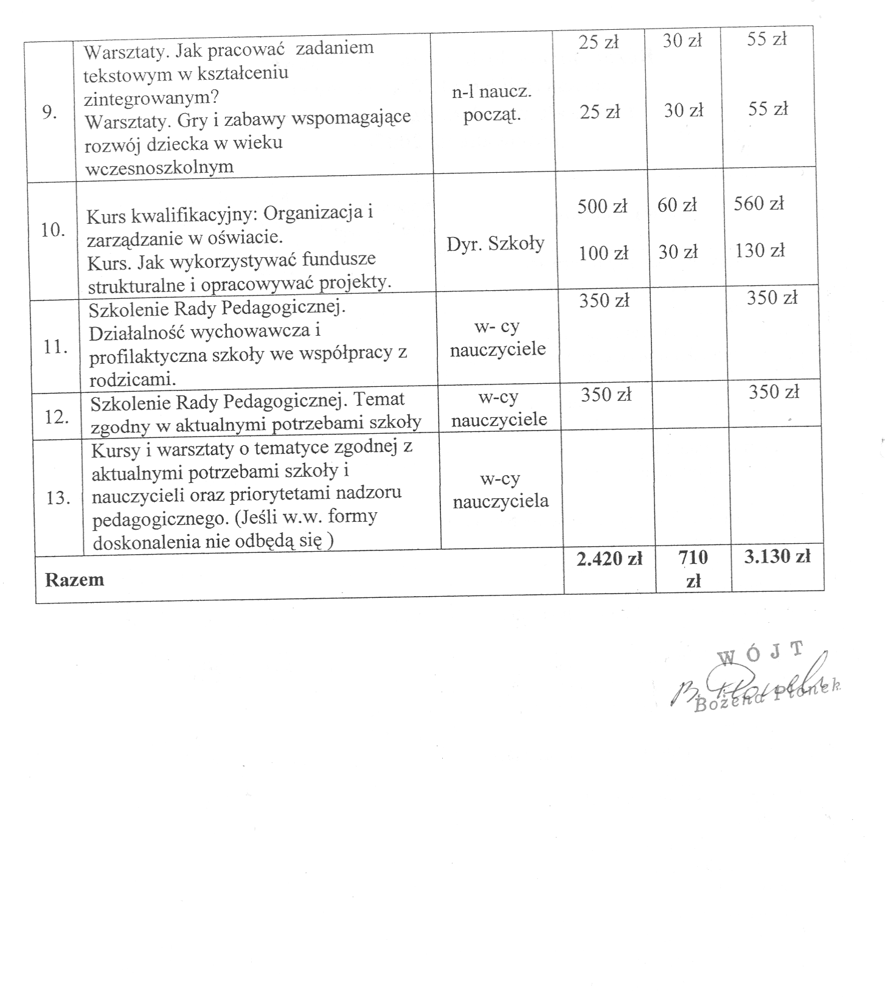 9.
Warsztaty. Jak pracować zadaniem
tekstowym w kształceniu
zintegrowanym?
Warsztaty. Gry i zabawy wspomagające
rozwój dziecka w wieku
wczesnoszkolnym
n-l naucz.
począt.
25 zł 30 zł 55 zł
25 zł 30 zł 55 zł
10.
Kurs kwalifikacyjny: Organizacja i
zarządzanie w oświacie.
Kurs. Jak wykorzystywać fundusze
strukturalne i opracowywać projekty.
Dyr. Szkoły
500 zł 60 zł 560 zł
100 zł 30 zł 130 zł
11.
Szkolenie Rady Pedagogicznej.
Działalność wychowawcza i
profilaktyczna szkoły we współpracy z
rodzicami.
w- cy
nauczyciele
350 zł 350 zł
12.
Szkolenie Rady Pedagogicznej. Temat
zgodny w aktualnymi potrzebami szkoły
w-cy
nauczyciele
350 zł 350 zł
13.
Kursy i warsztaty o tematyce zgodnej z
aktualnymi potrzebami szkoły i
nauczycieli oraz priorytetami nadzoru
pedagogicznego. (Jeśli w.w. formy
doskonalenia nie odbędą się )
w-cy
nauczyciela
Razem
2.420 zł 710 3.130 zł
zł
WÓJT
Bożena Płonek